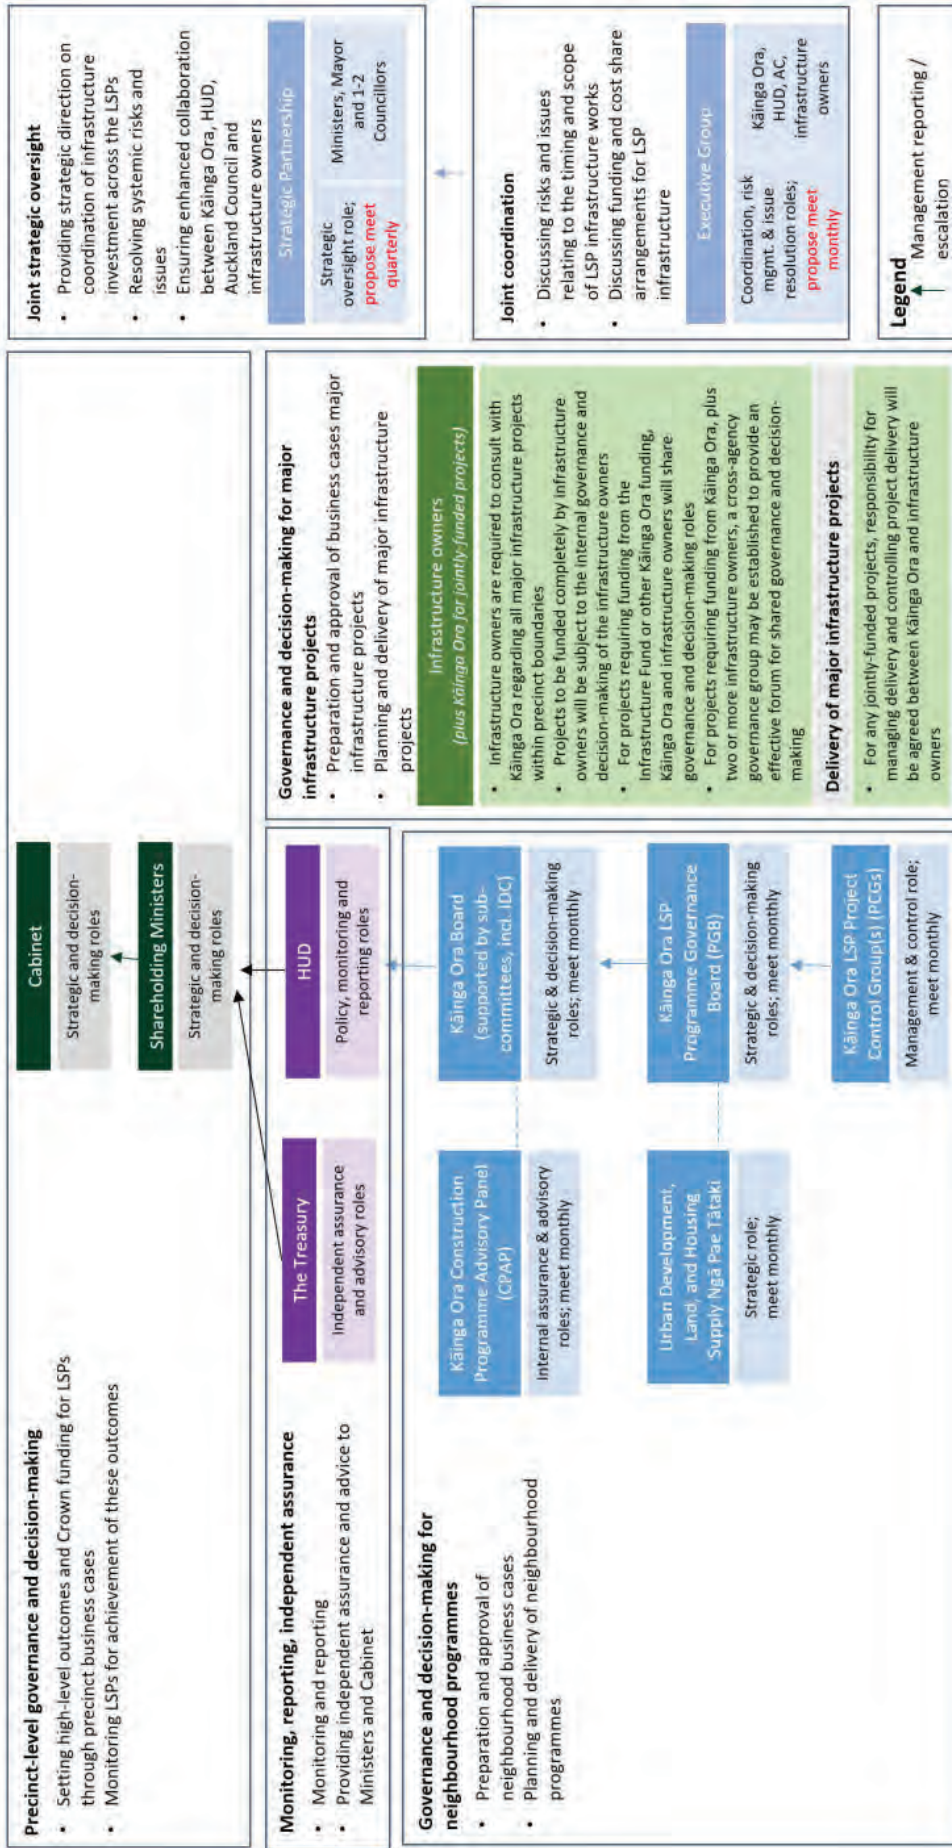 Precinct-level governance and decision-making
• Setting high-level outcomes and Crown funding for LSPs
through precinct business cases
• Monitoring LSPs for achievement of these outcomes
Cabinet
Strategic and decision-
making roles
Shareholding Ministers
Strategic and decision-
making roles
Monitoring, reporting, independent assurance
• Monitoring and reporting
• Providing independent assurance and advice to
Ministers and Cabinet
The Treasury
Independent assurance
and advisory roles
HUD
Policy, monitoring and
reporting roles
Governance and decision-making for
neighbourhood programmes
• Preparation and approval of
neighbourhood business cases
• Planning and delivery of neighbourhood
programmes
Kāinga Ora Construction
Programme Advisory Panel
(CPAP)
Internal assurance & advisory
roles; meet monthly
Kāinga Ora Board
(supported by sub-
committees, incl. IDC)
Strategic & decision-making
roles; meet monthly
Urban Development,
Land, and Housing
Supply Ngā Pae Tātaki
Strategic role;
meet monthly
Kāinga Ora LSP
Programme Governance
Board (PGB)
Strategic & decision-making
roles; meet monthly
Kāinga Ora LSP Project
Control Group(s) (PCGs)
Management & control role;
meet monthly
Governance and decision-making for major
infrastructure projects
• Preparation and approval of business cases major
infrastructure projects
• Planning and delivery of major infrastructure
projects
Infrastructure owners
(plus Kāinga Ora for jointly-funded projects)
• Infrastructure owners are required to consult with
Kāinga Ora regarding all major infrastructure projects
within precinct boundaries
• Projects to be funded completely by infrastructure
owners will be subject to the internal governance and
decision-making of the infrastructure owners
• For projects requiring funding from the
Infrastructure Fund or other Kāinga Ora funding,
Kāinga Ora and infrastructure owners will share
governance and decision-making roles
• For projects requiring funding from Kāinga Ora, plus
two or more infrastructure owners, a cross-agency
governance group may be established to provide an
effective forum for shared governance and decision-
making
Delivery of major infrastructure projects
• For any jointly-funded projects, responsibility for
managing delivery and controlling project delivery will
be agreed between Kāinga Ora and infrastructure
owners
Joint strategic oversight
• Providing strategic direction on
coordination of infrastructure
investment across the LSPs
• Resolving systemic risks and
issues
• Ensuring enhanced collaboration
between Kāinga Ora, HUD,
Auckland Council and
infrastructure owners
Strategic Partnership
Strategic
oversight role;
propose meet
quarterly
Ministers, Mayor
and 1-2
Councillors
Joint coordination
• Discussing risks and issues
relating to the timing and scope
of LSP infrastructure works
• Discussing funding and cost share
arrangements for LSP
infrastructure
Executive Group
Coordination, risk
mgmt. & issue
resolution roles;
propose meet
monthly
Kāinga Ora,
HUD, AC,
infrastructure
owners
Legend
Management reporting /
escalation